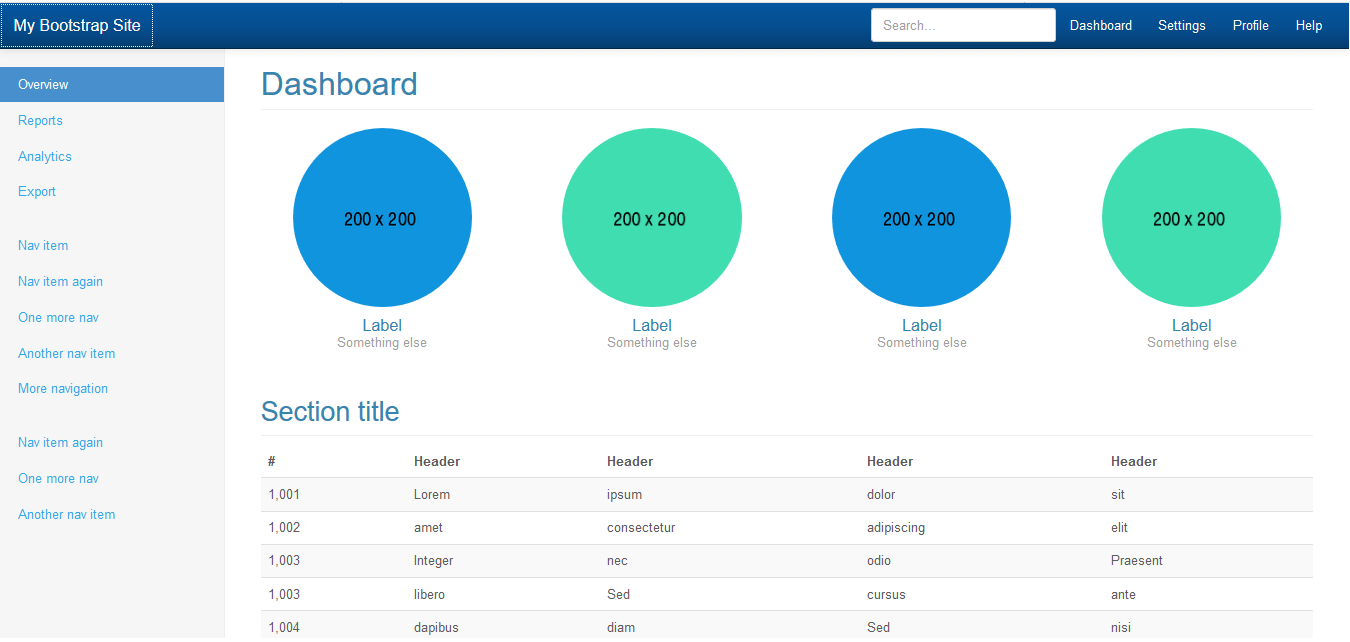 My Bootstrap Site
Search...
Dashboard Settings Profile Help
Overview
Reports
Analytics
Export
Nav item
Nav item again
One more nav
Another nav item
More navigation
Nav item again
One more nav
Another nav item
Dashboard
200 x 200 200 x 200 200 x 200 200 x 200
Label Label Label Label
Something else Something else Something else Something else
Section title
# Header Header Header Header
1,001 Lorem ipsum dolor sit
1,002 amet consectetur adipiscing elit
1,003 Integer nec odio Praesent
1,003 libero Sed cursus ante
1,004 dapibus diam Sed nisi